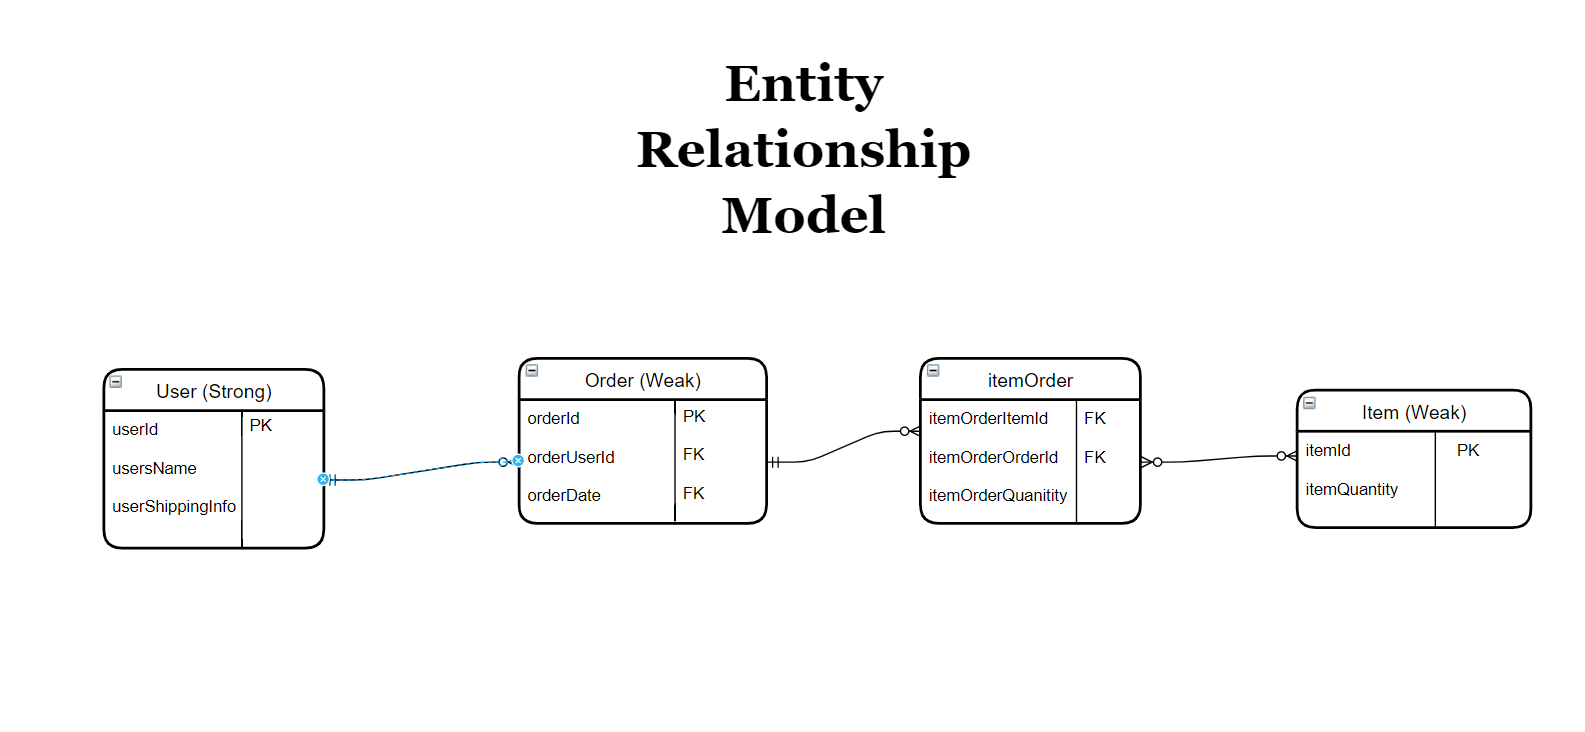 Entity
Relationship
Model
User (Strong)
userId PK
usersName
userShippingInfo
Order (Weak)
orderId PK
orderUserId FK
orderDate FK
itemOrder
itemOrderItemId FK
itemOrderOrderId FK
itemOrderQuanitity
Item (Weak)
itemId PK
itemQuantity